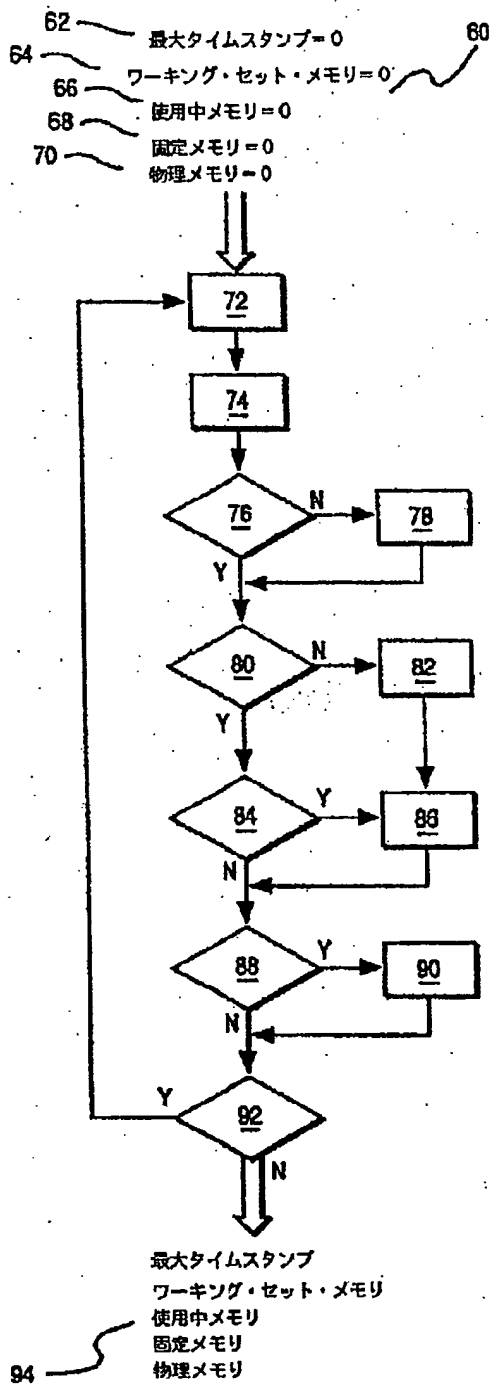 62 最大タイムスタンプ=0 60
64 ワーキング・セット・メモリ=0
66 使用中メモリ=0
68 固定メモリ=0
70 物理メモリ=0
72
74
76 N 78
Y
80 N 82
Y
84 Y 86
N
88 Y 90
N
Y 92
N
最大タイムスタンプ
ワーキング・セット・メモリ
使用中メモリ
固定メモリ
94 物理メモリ